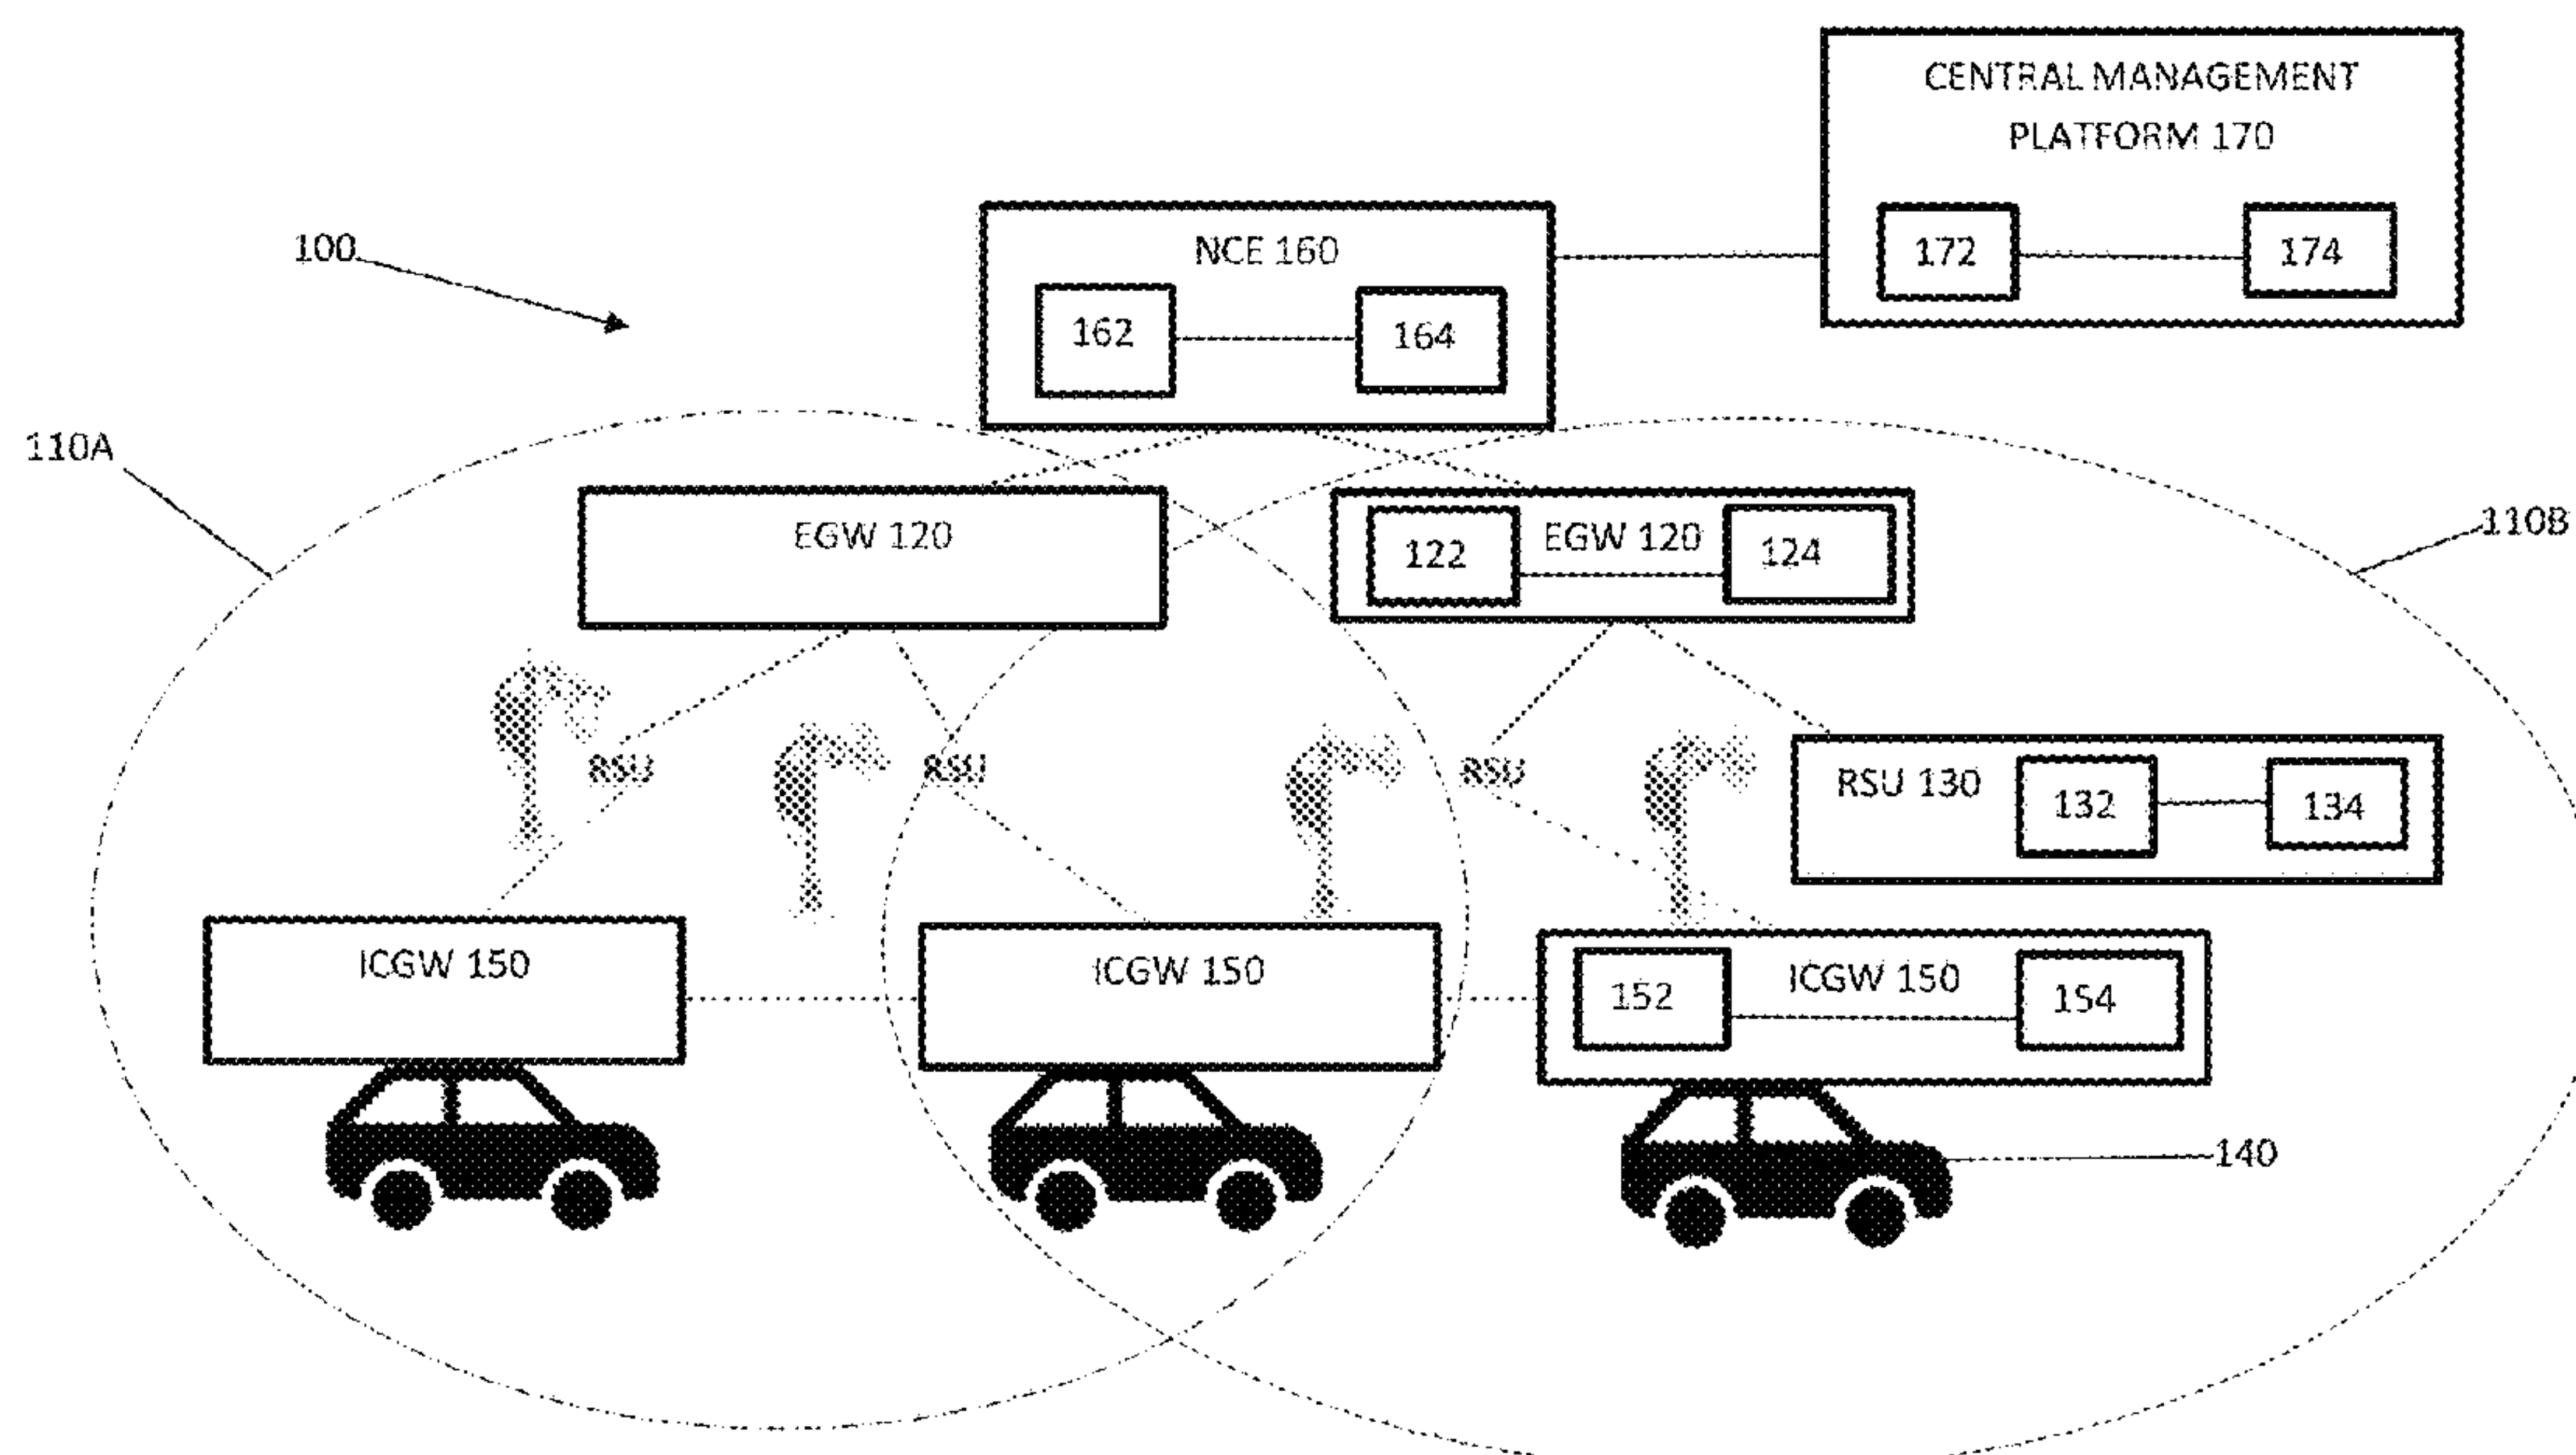 CENTRAL MANAGEMENT
PLATFORM 170
172
174
100
NCE 160
162
164
110A
110B
EGW 120
122
EGW 120
124
RSU
RSU
RSU
RSU 130
132
134
ICGW 150
ICGW 150
152
ICGW 150
154
140